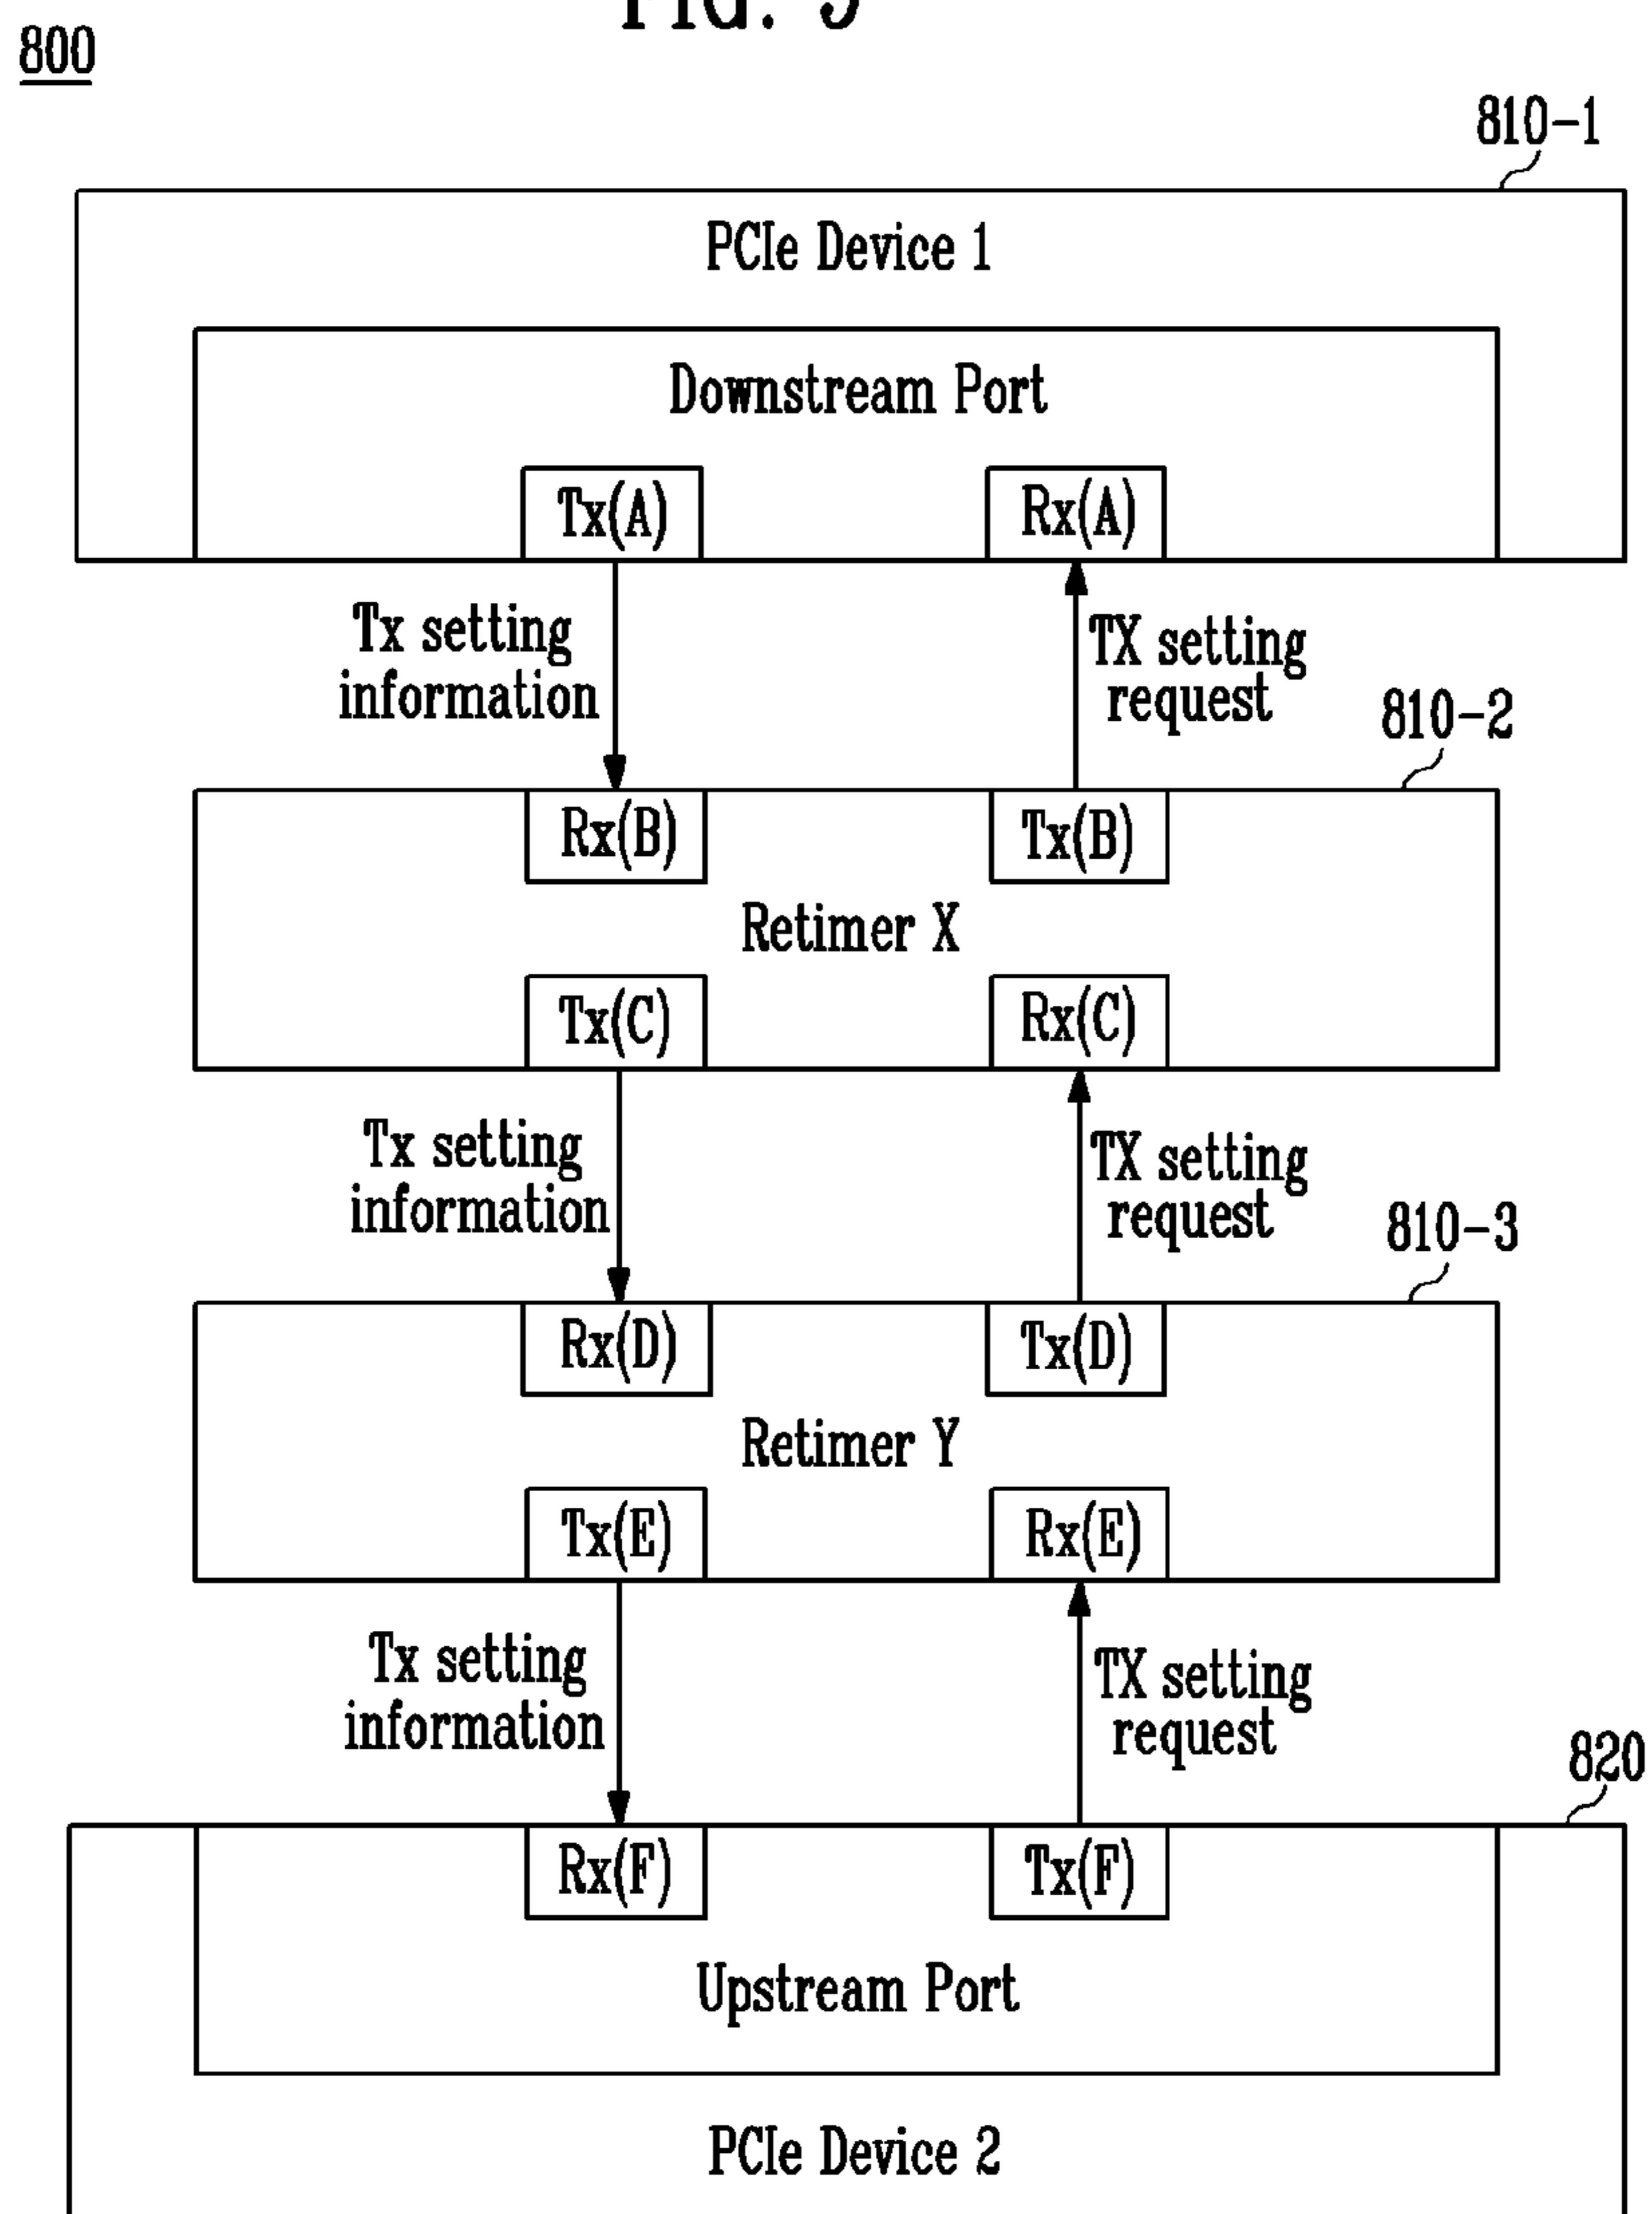 FIG.
800
810-1
PCIe Device 1
Downstream Port
Tx(A)
Rx(A)
Tx setting
information
TX setting
request
810-2
Rx(B)
Tx(B)
Retimer X
Tx(C)
Rx(C)
Tx setting
information
TX setting
request
810-3
Rx(D)
Tx(D)
Retimer Y
Tx(E)
Rx(E)
Tx setting
information
TX setting
request
820
Rx(F)
Tx(F)
Upstream Port
PCIe Device 2